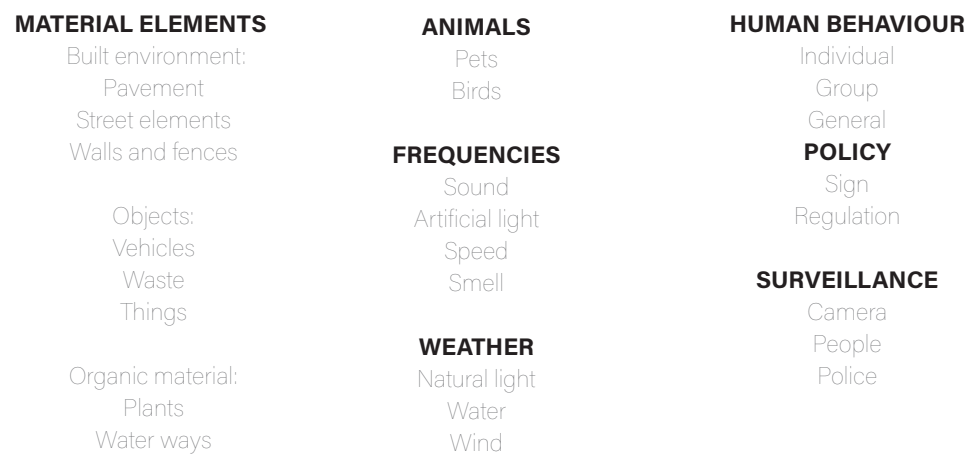 MATERIAL ELEMENTS
Built environment:
Pavement
Street elements
Walls and fences
Objects:
Vehicles
Waste
Things
Organic material:
Plants
Water ways
ANIMALS
Pets
Birds
FREQUENCIES
Sound
Artificial light
Speed
Smell
WEATHER
Natural light
Water
Wind
HUMAN BEHAVIOUR
Individual
Group
General
POLICY
Sign
Regulation
SURVEILLANCE
Camera
People
Police